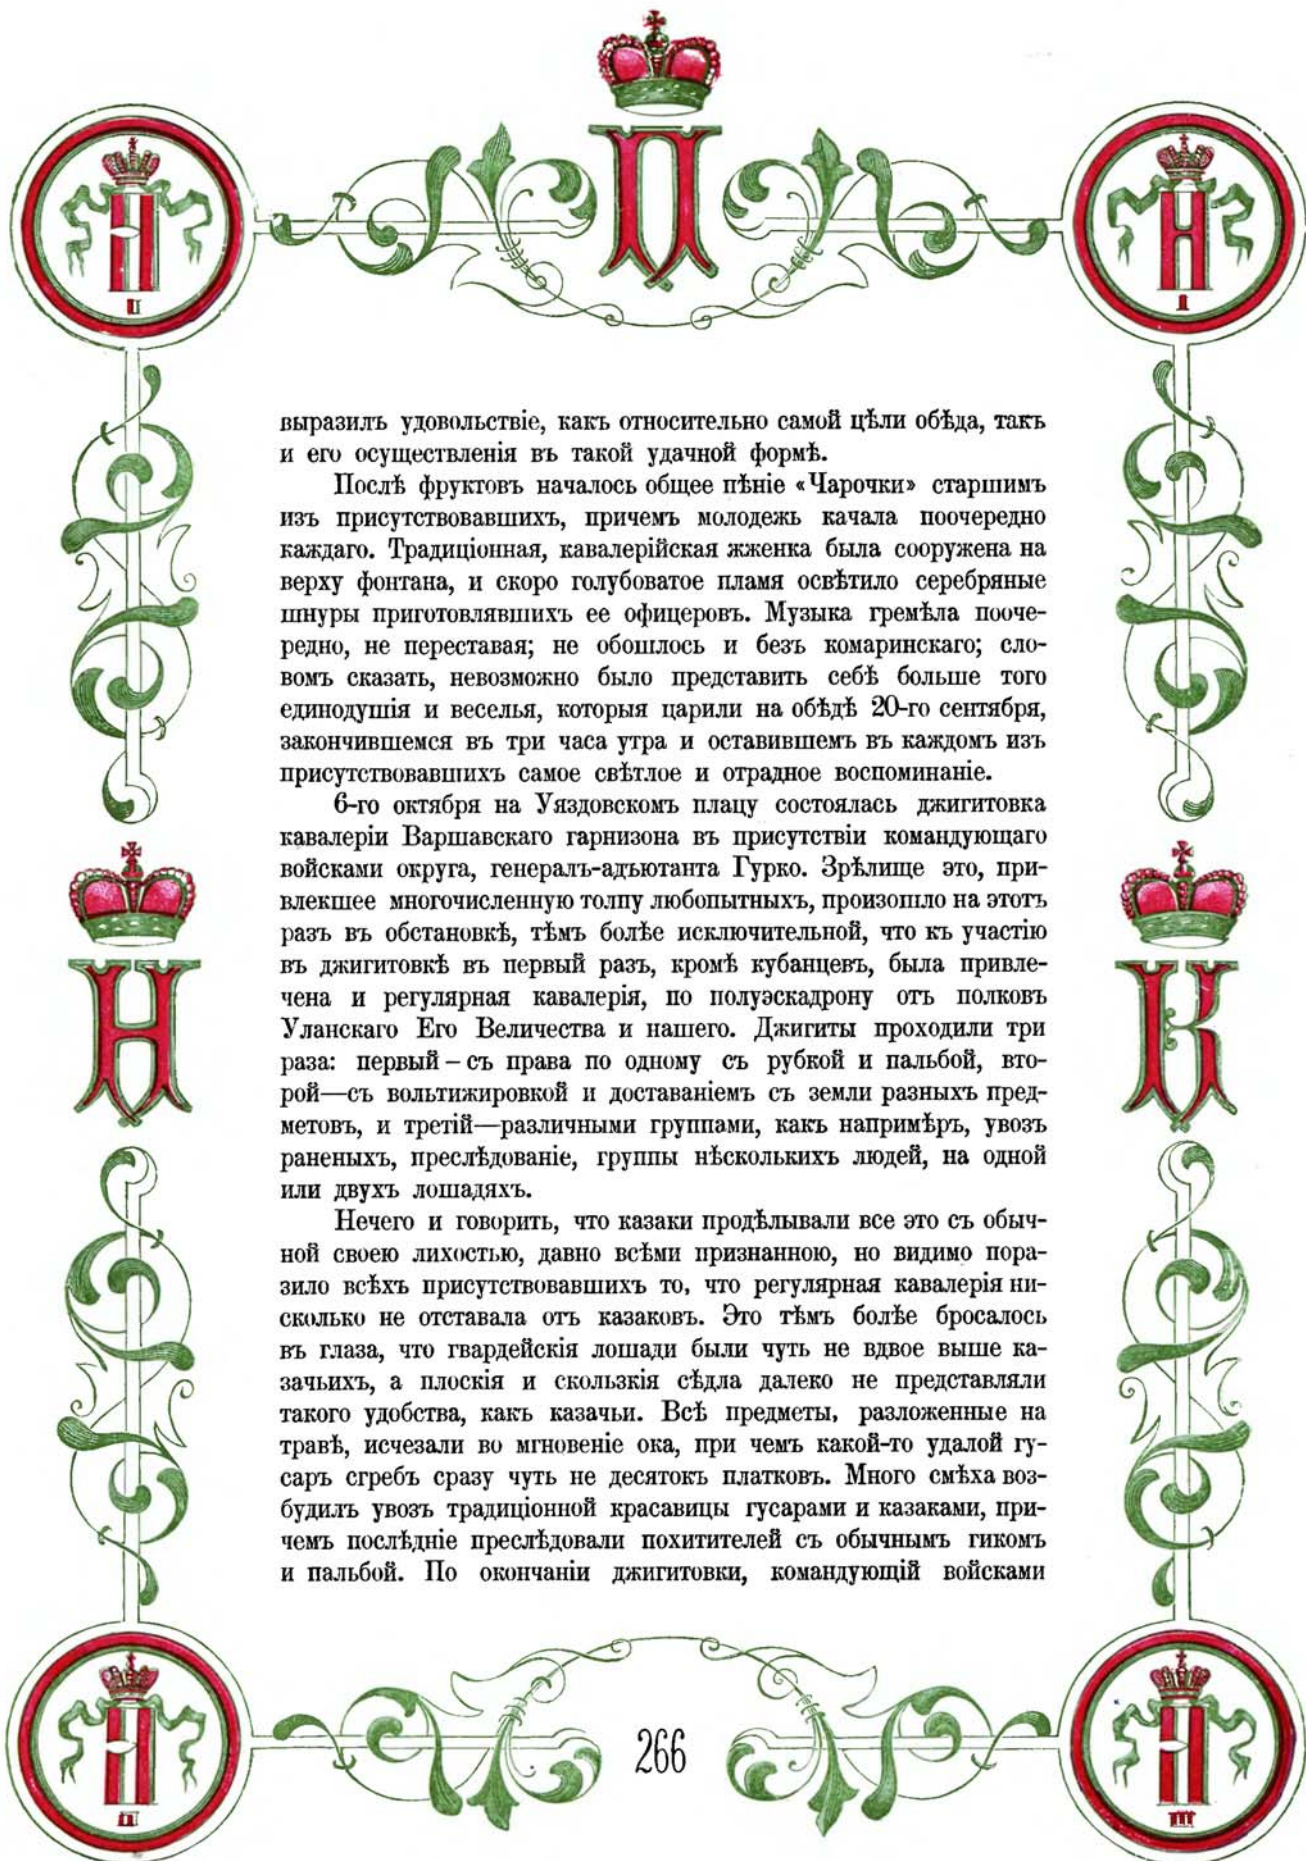 П
II
Н
I
выразилъ удовольствіе, какъ относительно самой цѣли обѣда, такъ
и его осуществленія въ такой удачной формѣ.
Послѣ фруктовъ началось общее пѣніе «Чарочки» старшимъ
изъ присутствовавшихъ, причемъ молодежь качала поочередно
каждаго. Традиціонная, кавалерійская жженка была сооружена на
верху фонтана, и скоро голубоватое пламя освѣтило серебряные
шнуры приготовлявшихъ ее офицеровъ. Музыка гремѣла пооче-
редно, не переставая; не обошлось и безъ комаринскаго; сло-
вомъ сказать, невозможно было представить себѣ больше того
единодушія и веселья, которыя царили на обѣдѣ 20-го сентября,
закончившемся въ три часа утра и оставившемъ въ каждомъ изъ
присутствовавшихъ самое свѣтлое и отрадное воспоминаніе.
6-го октября на Уяздовскомъ плацу состоялась джигитовка
кавалеріи Варшавскаго гарнизона въ присутствіи командующаго
войсками округа, генералъ-адъютанта Гурко. Зрѣлище это, при-
влекшее многочисленную толпу любопытныхъ, произошло на этотъ
разъ въ обстановкѣ, тѣмъ болѣе исключительной, что къ участію
въ джигитовкѣ въ первый разъ, кромѣ кубанцевъ, была привле-
чена и регулярная кавалерія, по полуэскадрону отъ полковъ
Уланскаго Его Величества и нашего. Джигиты проходили три
раза: первый – съ права по одному съ рубкой и пальбой, вто-
рой—съ вольтижировкой и доставаніемъ съ земли разныхъ пред-
метовъ, и третій—различными группами, какъ напримѣръ, увозъ
раненыхъ, преслѣдованіе, группы нѣсколькихъ людей, на одной
или двухъ лошадяхъ.
Нечего и говорить, что казаки продѣлывали все это съ обыч-
ной своею лихостью, давно всѣми признанною, но видимо пора-
зило всѣхъ присутствовавшихъ то, что регулярная кавалерія ни-
сколько не отставала отъ казаковъ. Это тѣмъ болѣе бросалось
въ глаза, что гвардейскія лошади были чуть не вдвое выше ка-
зачьихъ, а плоскія и скользкія сѣдла далеко не представляли
такого удобства, какъ казачьи. Всѣ предметы, разложенные на
травѣ, исчезали во мгновеніе ока, при чемъ какой-то удалой гу-
саръ сгребъ сразу чуть не десятокъ платковъ. Много смѣха воз-
будилъ увозъ традиціонной красавицы гусарами и казаками, при-
чемъ послѣдніе преслѣдовали похитителей съ обычнымъ гикомъ
и пальбой. По окончаніи джигитовки, командующій войсками
Н
К
II
III
266